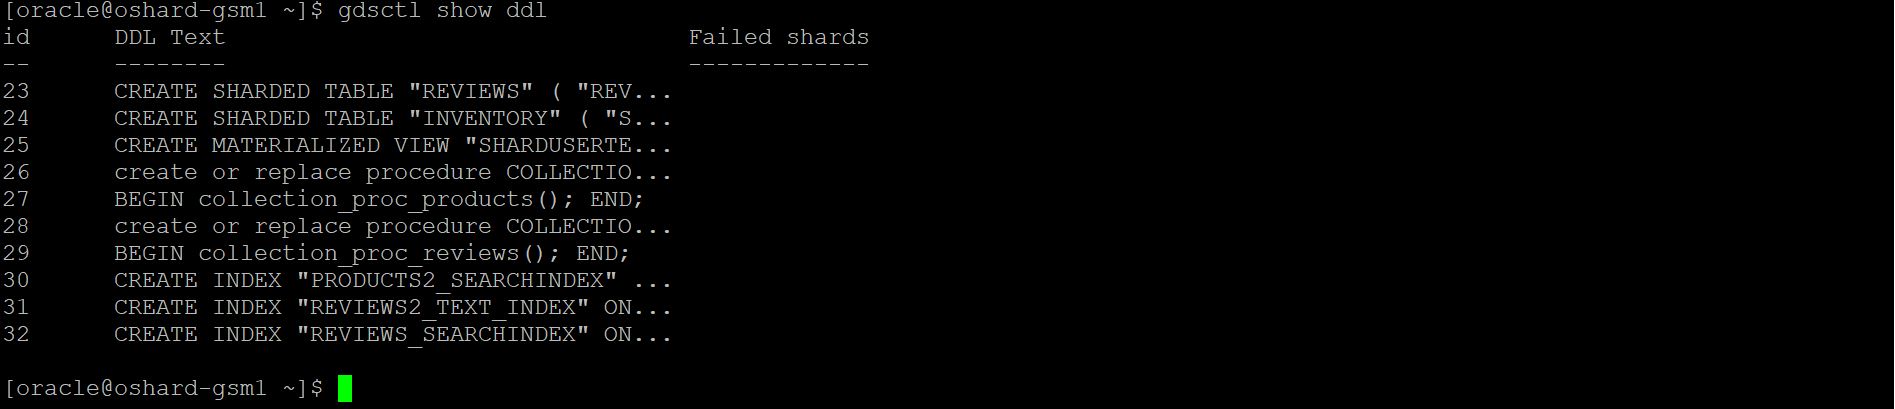 [oracle@oshard-gsm1 ~]$ gdsctl show ddl
id      DDL Text                                 Failed shards
--      --------                                 -------------
23      CREATE SHARDED TABLE "REVIEWS" ( "REV...
24      CREATE SHARDED TABLE "INVENTORY" ( "S...
25      CREATE MATERIALIZED VIEW "SHARDUSERTE...
26      create or replace procedure COLLECTIO...
27      BEGIN collection_proc_products(); END;
28      create or replace procedure COLLECTIO...
29      BEGIN collection_proc_reviews(); END;
30      CREATE INDEX "PRODUCTS2_SEARCHINDEX" ...
31      CREATE INDEX "REVIEWS2_TEXT_INDEX" ON...
32      CREATE INDEX "REVIEWS_SEARCHINDEX" ON...
[oracle@oshard-gsm1 ~]$